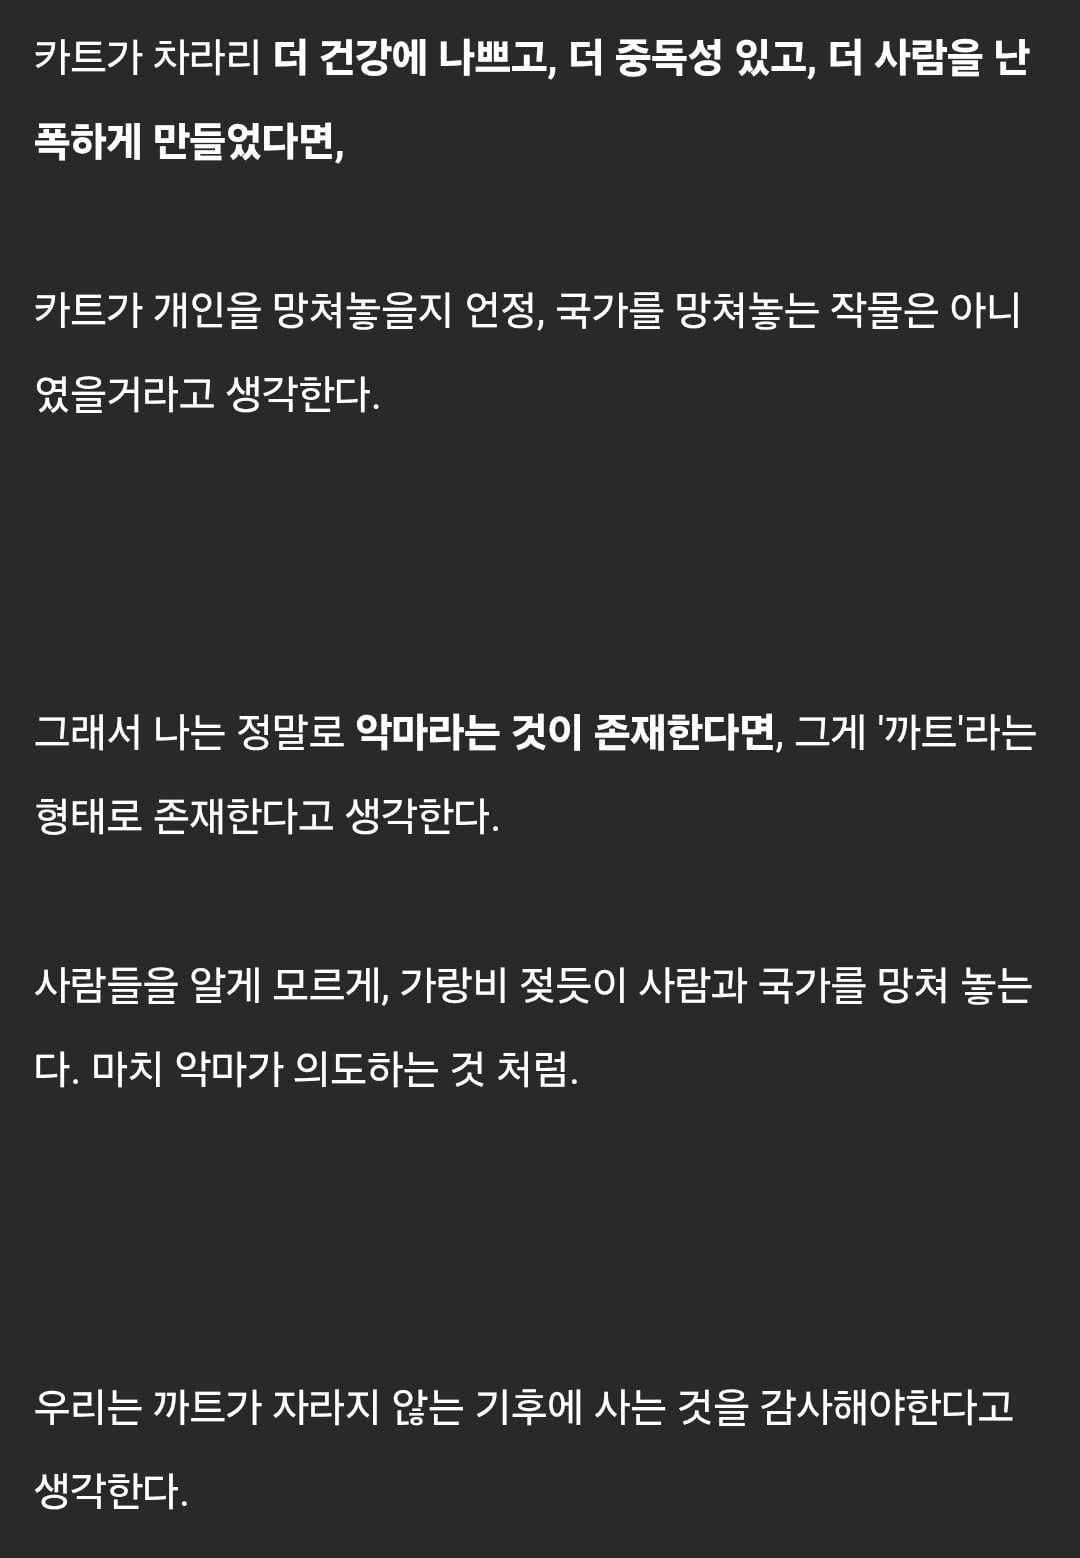 카트가 차라리 더 건강에 나쁘고, 더 중독성 있고, 더 사람을 난
폭하게 만들었다면,
카트가 개인을 망쳐놓을지 언정, 국가를 망쳐놓는 작물은 아니
였을거라고 생각한다.
그래서 나는 정말로 악마라는 것이 존재한다면, 그게 '까트'라는
형태로 존재한다고 생각한다.
사람들을 알게 모르게, 가랑비 젖듯이 사람과 국가를 망쳐 놓는
다. 마치 악마가 의도하는 것 처럼.
우리는 까트가 자라지 않는 기후에 사는 것을 감사해야한다고
생각한다.